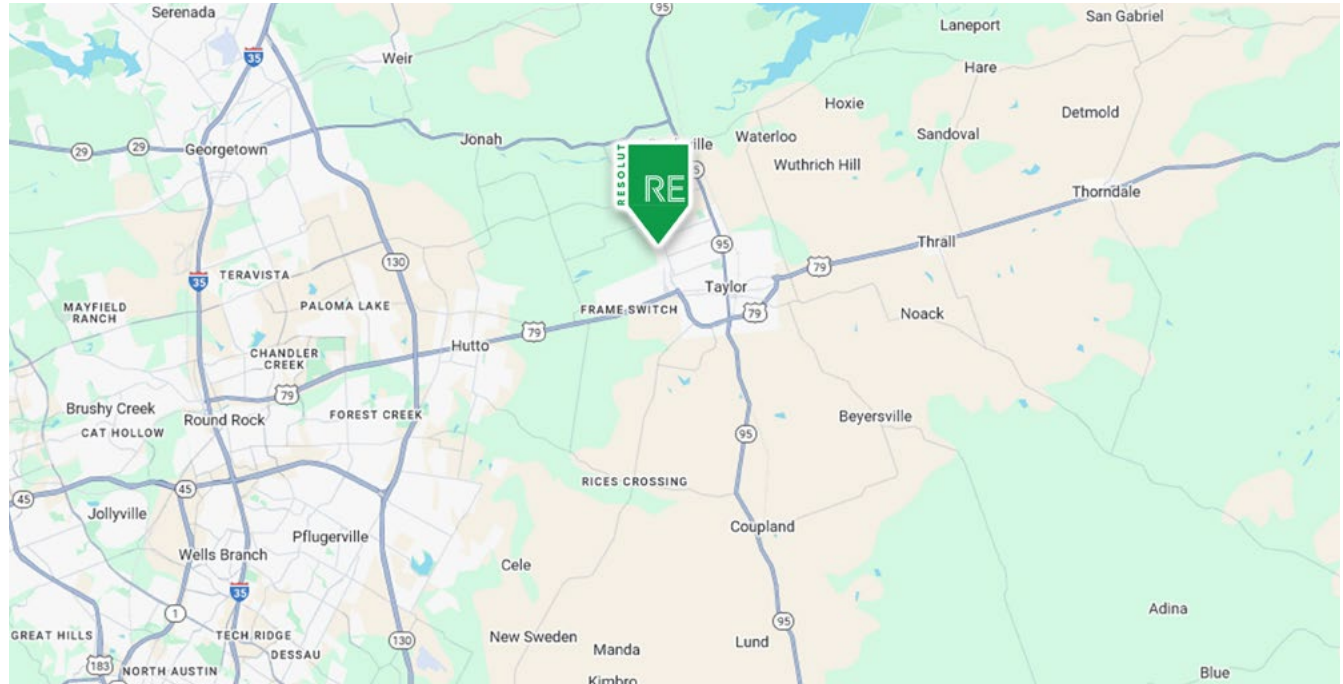 Serenada
95
Laneport
San Gabriel
35
Weir
Hare
Hoxie
Detmold
Sandoval
Waterloo
Jonah
ville
29
29
Georgetown
Wuthrich Hill
RESOLUT
RE
5
Thorndale
95
Thrall
130
79
TERAVISTA
35
Taylor
MAYFIELD
RANCH
PALOMA LAKE
FRAME SWITCH
79
Noack
79
Hutto
CHANDLER
CREEK
79
Brushy Creek
Round Rock
FOREST CREEK
Beyersville
CAT HOLLOW
95
RICES CROSSING
45
45
Jollyville
Coupland
Pflugerville
Wells Branch
Cele
35
Adina
1
95
GREAT HILLS
TECH RIDGE
130
New Sweden
Lund
Manda
DESSAU
183
NORTH AUSTIN
Blue
Kimbro